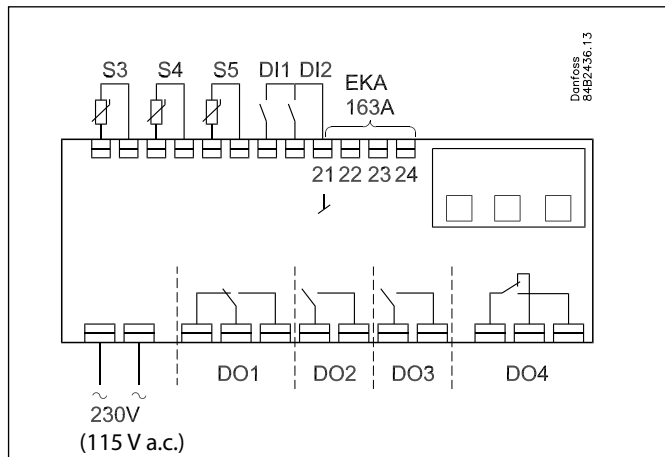 S3 S4 S5 DI1 DI2
EKA
163A
Danfoss
84B2436.13
21 22 23 24
DO1 DO2 DO3 DO4
~ ~
230V
(115 V a.c.)